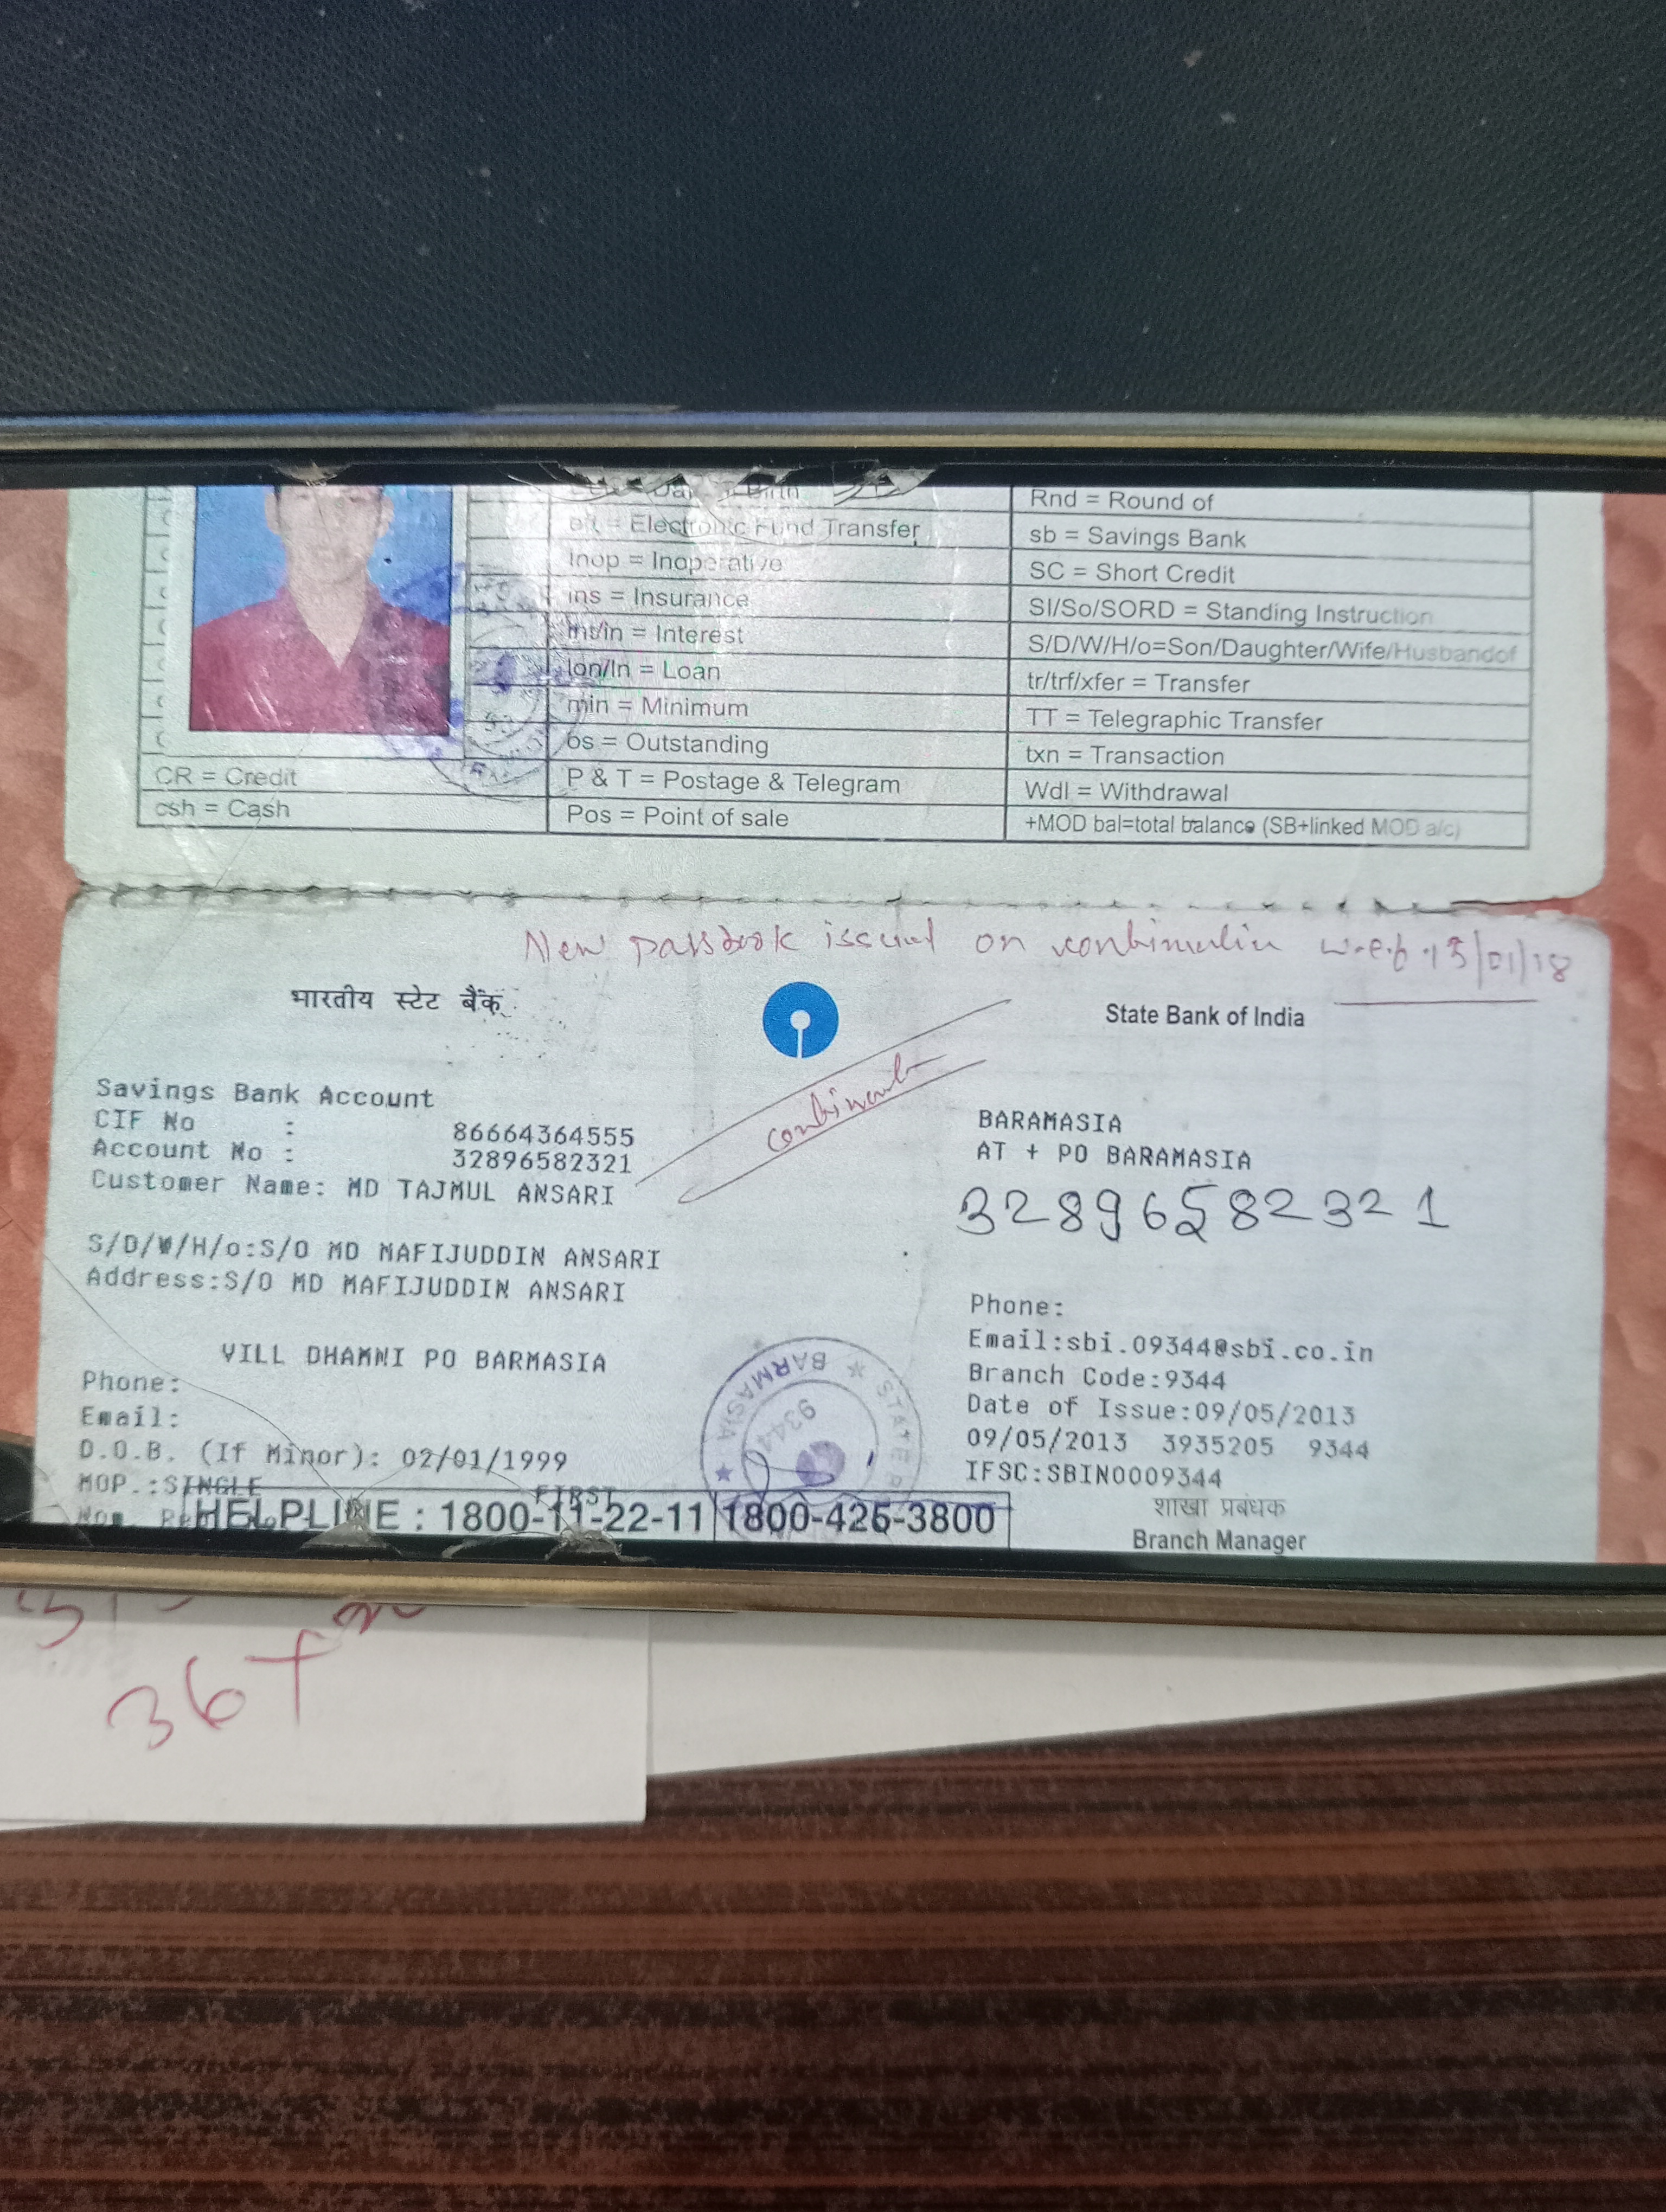 Rnd = Round of
eft = Electronic Fund Transfer
sb = Savings Bank
Inop = Inoperative
SC = Short Credit
ins = Insurance
SI/So/SORD = Standing Instruction
int/in = Interest
S/D/W/H/o=Son/Daughter/Wife/Husbandof
lon/ln = Loan
tr/trf/xfer = Transfer
min = Minimum
TT = Telegraphic Transfer
os = Outstanding
txn = Transaction
CR = Credit
P & T = Postage & Telegram
Wdl = Withdrawal
csh = Cash
Pos = Point of sale
+MOD bal=total balance (SB+linked MOD a/c)
New passbook issued on 
भारतीय स्टेट बैंक
State Bank of India
Savings Bank Account
CIF No : 86664364555
Account No : 32896582321
Customer Name: MD TAJMUL ANSARI
S/D/W/H/o:S/O MD MAFIJUDDIN ANSARI
Address:S/O MD MAFIJUDDIN ANSARI
VILL DHAMNI PO BARMASIA
Phone:
Email:
D.O.B. (If Minor): 02/01/1999
MOP.:SINGLE
FIRST
HELPLINE : 1800-11-22-11 1800-425-3800
BARAMASIA
AT + PO BARAMASIA
32896582321
Phone:
Email:sbi.09344@sbi.co.in
Branch Code:9344
Date of Issue:09/05/2013
09/05/2013 3935205 9344
IFSC:SBIN0009344
शाखा प्रबंधक
Branch Manager
STATE
BARMASIA
9344